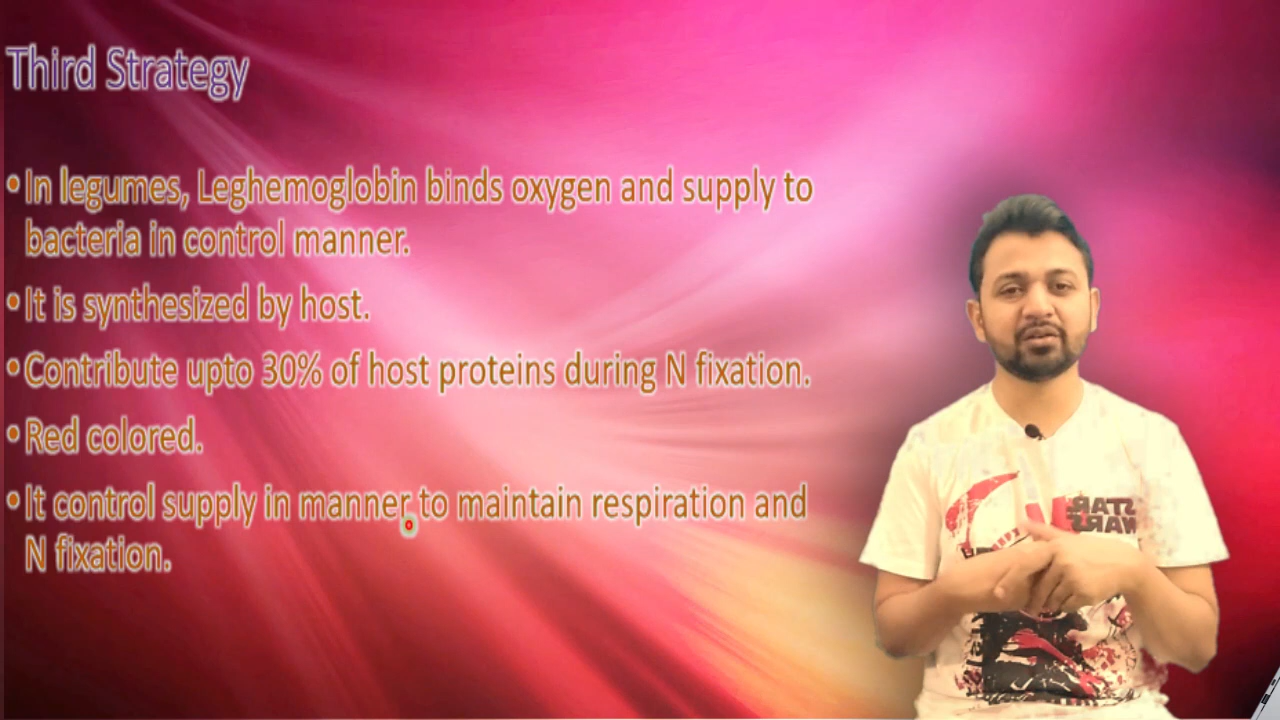 Third Strategy
•In legumes, Leghemoglobin binds oxygen and supply to
bacteria in control manner.
•It is synthesized by host.
•Contribute upto 30% of host proteins during N fixation.
•Red colored.
•It control supply in manner to maintain respiration and
N fixation.
STAR
WARS